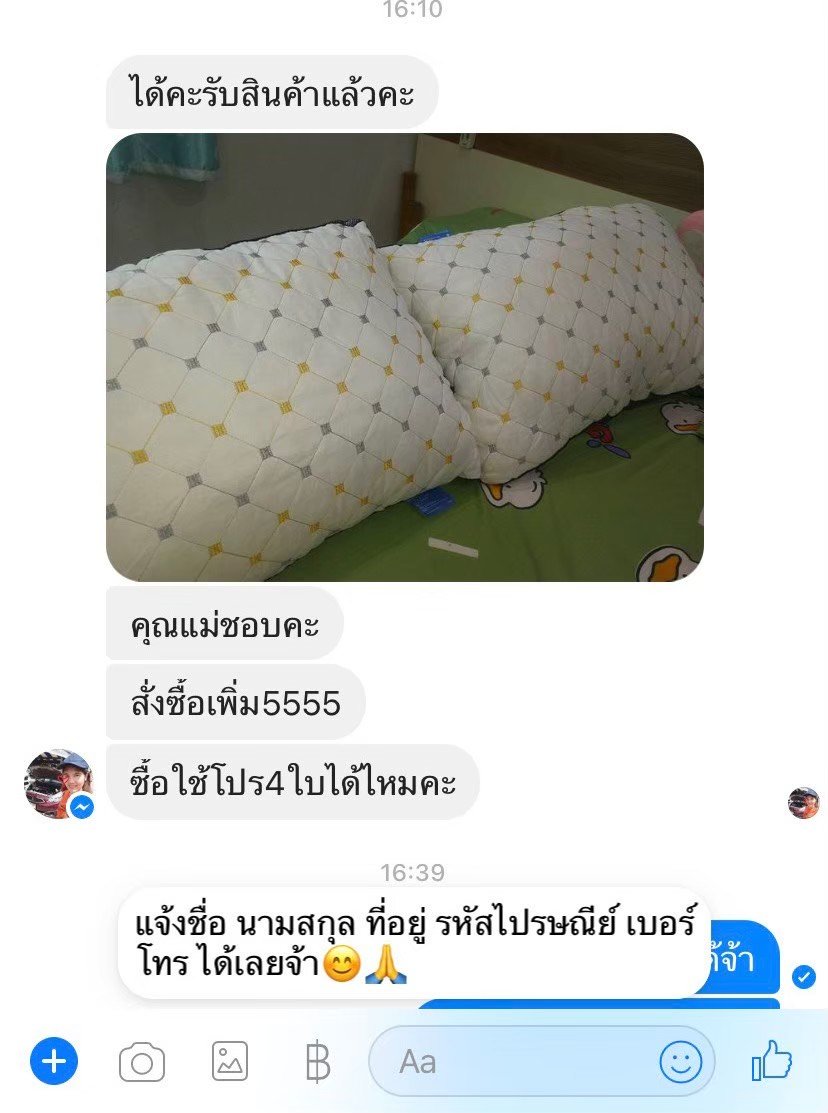 16:10
ได้คะรับสินค้าแล้วคะ
คุณแม่ชอบคะ
สั่งซื้อเพิ่ม5555
ซื้อใช้โปร4ใบได้ไหมคะ
16:39
แจ้งชื่อ นามสกุล ที่อยู่ รหัสไปรษณีย์ เบอร์
โทร ได้เลยจ้า😊🙏
จ้า
Aa